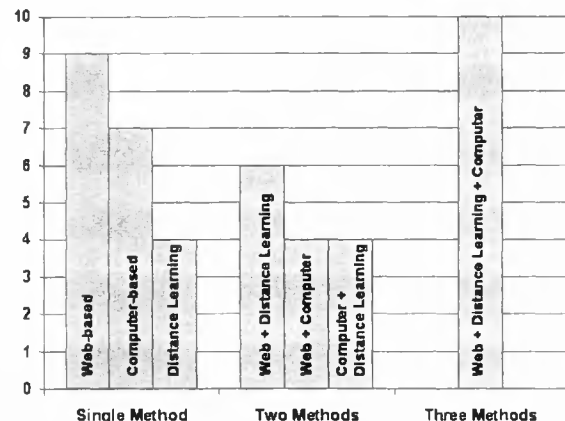 10
9
8
7
6
5
4
3
2
1
0
Web-based
Computer-based
Distance Learning
Web + Distance Learning
Web + Computer
Computer +
Distance Learning
Web + Distance Learning + Computer
Single Method
Two Methods
Three Methods